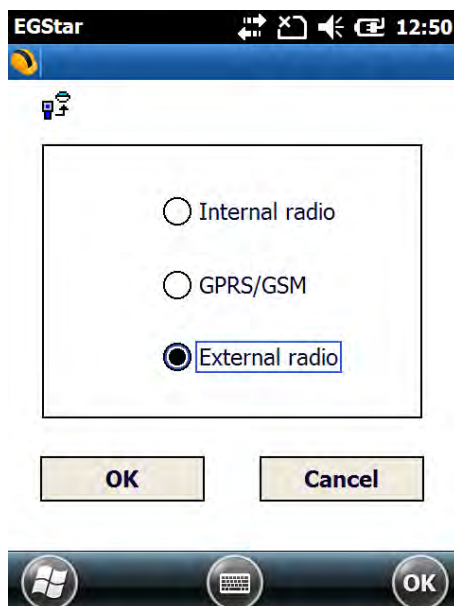 EGStar 12:50
Internal radio
GPRS/GSM
External radio
OK Cancel
OK